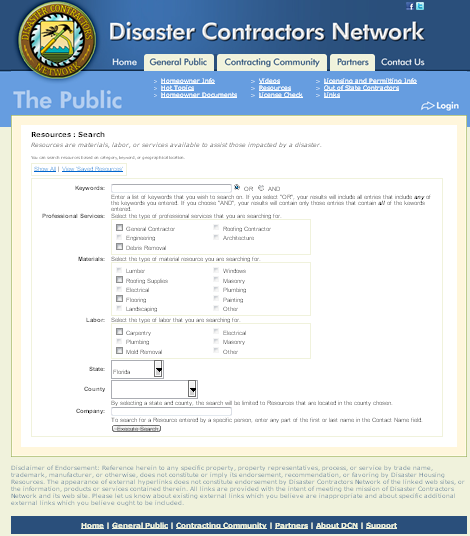 DISASTER CONTRACTORS
NETWORK
Disaster Contractors Network
Home General Public Contracting Community Partners Contact Us
> Homeowner Info > Videos > Licensing and Permitting Info
> Hot Topics > Resources > Out of State Contractors
> Homeowner Documents > License Check > Links
The Public
Login
Resources : Search
Resources are materials, labor, or services available to assist those impacted by a disaster.
You can search resources based on category, keyword, or geographical location.
Show All | View 'Saved Resources'
Keywords: OR AND
Enter a list of keywords that you wish to search on. If you select "OR", your results will include all entries that include any of
the keywords you entered. If you choose "AND", your results will contain only those entries that contain all of the kewords
entered.
Professional Services: Select the type of professional services that you are searching for.
General Contractor Roofing Contractor
Engineering Architecture
Debris Removal
Materials: Select the type of material resource you are searching for.
Lumber Windows
Roofing Supplies Masonry
Electrical Plumbing
Flooring Painting
Landscaping Other
Labor: Select the type of labor that you are searching for.
Carpentry Electrical
Plumbing Masonry
Mold Removal Other
State: Florida
County
By selecting a state and county, the search will be limited to Resources that are located in the county chosen.
Company:
To search for a Resource entered by a specific person, enter any part of the first or last name in the Contact Name field.
Execute Search
Disclaimer of Endorsement: Reference herein to any specific property, property representatives, process, or service by trade name,
trademark, manufacturer, or otherwise, does not constitute or imply its endorsement, recommendation, or favoring by Disaster Housing
Resources. The appearance of external hyperlinks does not constitute endorsement by Disaster Contractors Network of the linked web sites, or
the information, products or services contained therein. All links are provided with the intent of meeting the mission of Disaster Contractors
Network and its web site. Please let us know about existing external links which you believe are inappropriate and about specific additional
external links which you believe ought to be included.
Home | General Public | Contracting Community | Partners | About DCN | Support